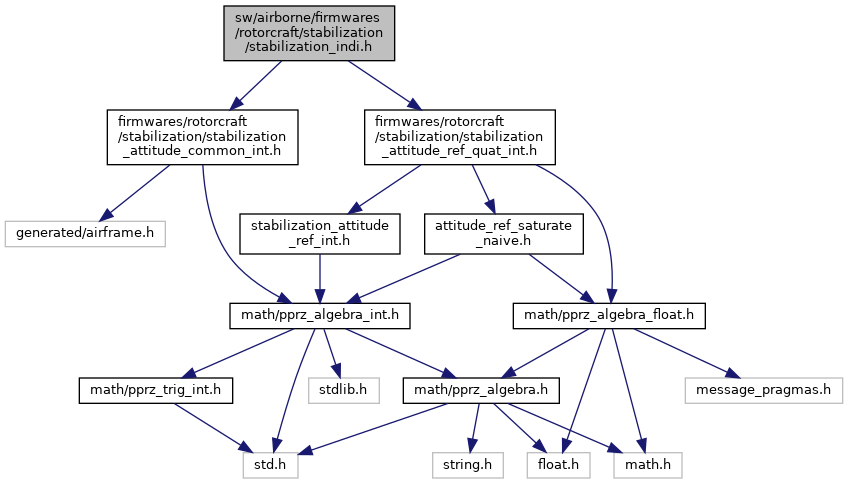 sw/airborne/firmwares
/rotorcraft/stabilization
/stabilization_indi.h
firmwares/rotorcraft
/stabilization/stabilization
_attitude_common_int.h
firmwares/rotorcraft
/stabilization/stabilization
_attitude_ref_quat_int.h
generated/airframe.h
stabilization_attitude
_ref_int.h
attitude_ref_saturate
_naive.h
math/pprz_algebra_int.h
math/pprz_algebra_float.h
math/pprz_trig_int.h
stdlib.h
math/pprz_algebra.h
message_pragmas.h
std.h
string.h
float.h
math.h